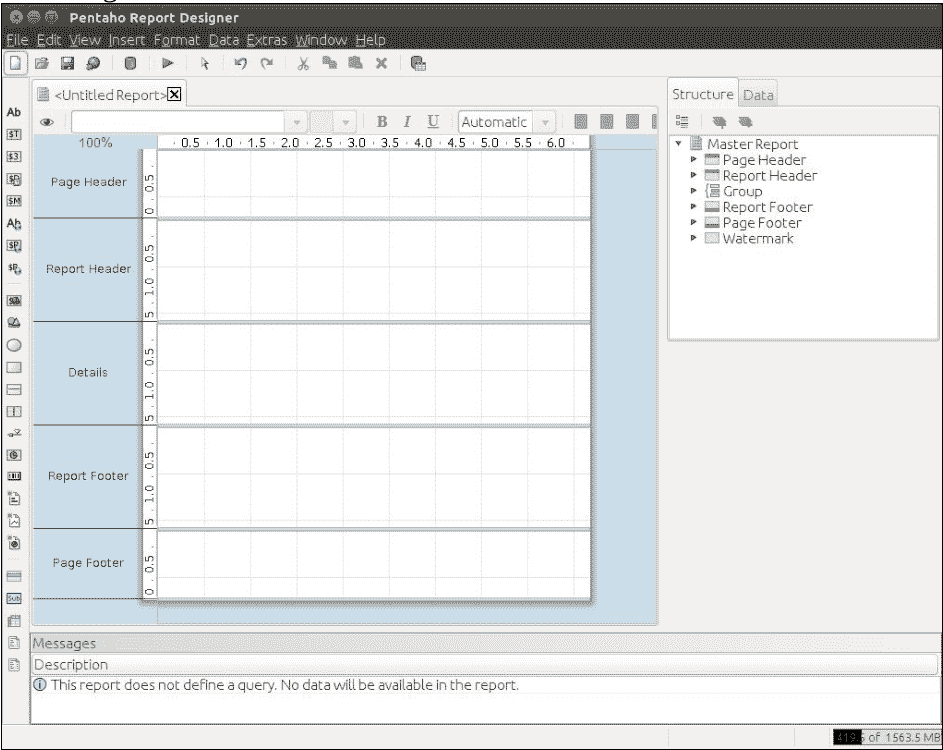 Pentaho Report Designer
File Edit View Insert Format Data Extras Window Help
<Untitled Report>
Structure Data
Automatic
B I U
100%
0.5 1.0 1.5 2.0 2.5 3.0 3.5 4.0 4.5 5.0 5.5 6.0
Page Header
Report Header
Details
Report Footer
Page Footer
Master Report
Page Header
Report Header
Group
Report Footer
Page Footer
Watermark
Ab
Sub
Messages
Description
This report does not define a query. No data will be available in the report.
419.5 of 1563.5 MB